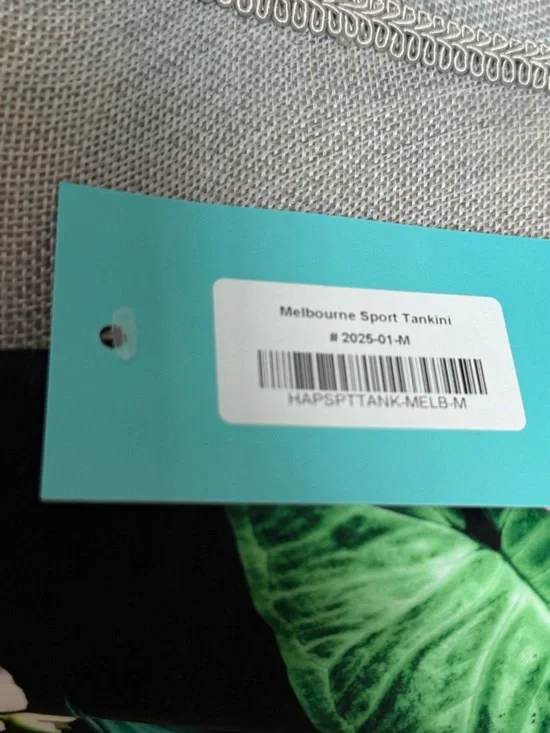 Melbourne Sport Tankini
# 2025-01-M
HAPSPTTANK-MELB-M